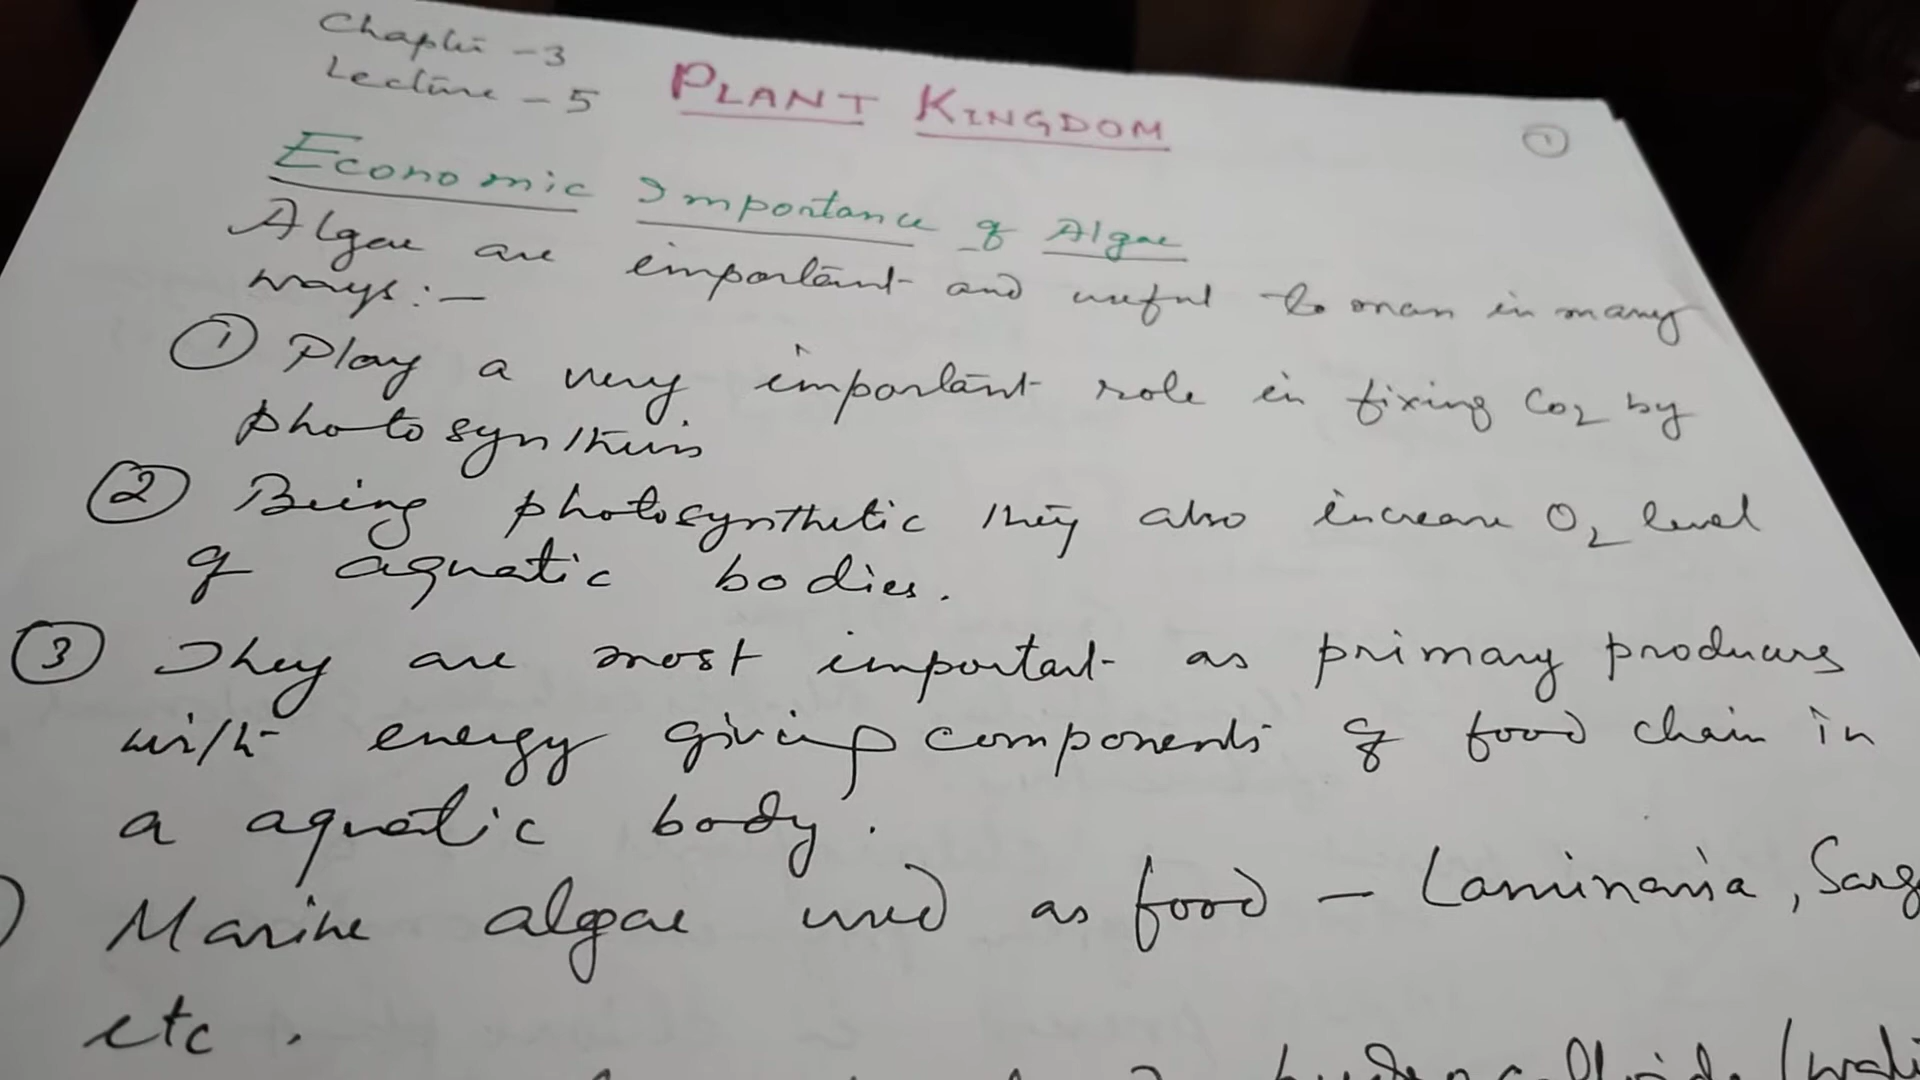 Chapter - 3
Lecture - 5
PLANT KINGDOM
1
Economic Importance of Algae
Algae are important and useful to man in many
ways:-
1 Play a very important role in fixing CO2 by
photosynthesis
2 Being photosynthetic they also increase O2 level
of aquatic bodies.
3 They are most important as primary producers
with energy giving components of food chain in
a aquatic body.
Marine algae used as food - Laminaria, Sarg
etc.